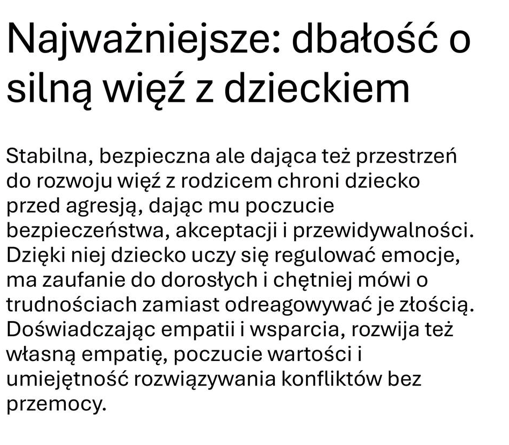 Najważniejsze: dbałość o
silną więź z dzieckiem
Stabilna, bezpieczna ale dająca też przestrzeń
do rozwoju więź z rodzicem chroni dziecko
przed agresją, dając mu poczucie
bezpieczeństwa, akceptacji i przewidywalności.
Dzięki niej dziecko uczy się regulować emocje,
ma zaufanie do dorosłych i chętniej mówi o
trudnościach zamiast odreagowywać je złością.
Doświadczając empatii i wsparcia, rozwija też
własną empatię, poczucie wartości i
umiejętność rozwiązywania konfliktów bez
przemocy.